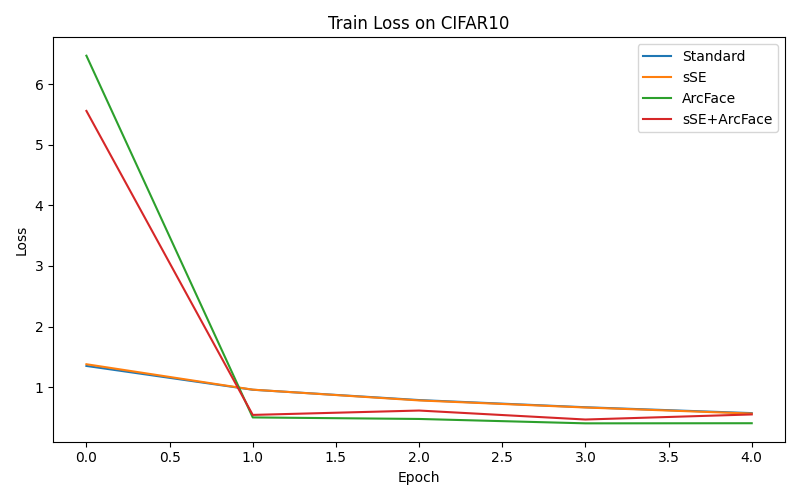 Train Loss on CIFAR10
Standard
sSE
ArcFace
sSE+ArcFace
Loss
6
5
4
3
2
1
0.0 0.5 1.0 1.5 2.0 2.5 3.0 3.5 4.0
Epoch